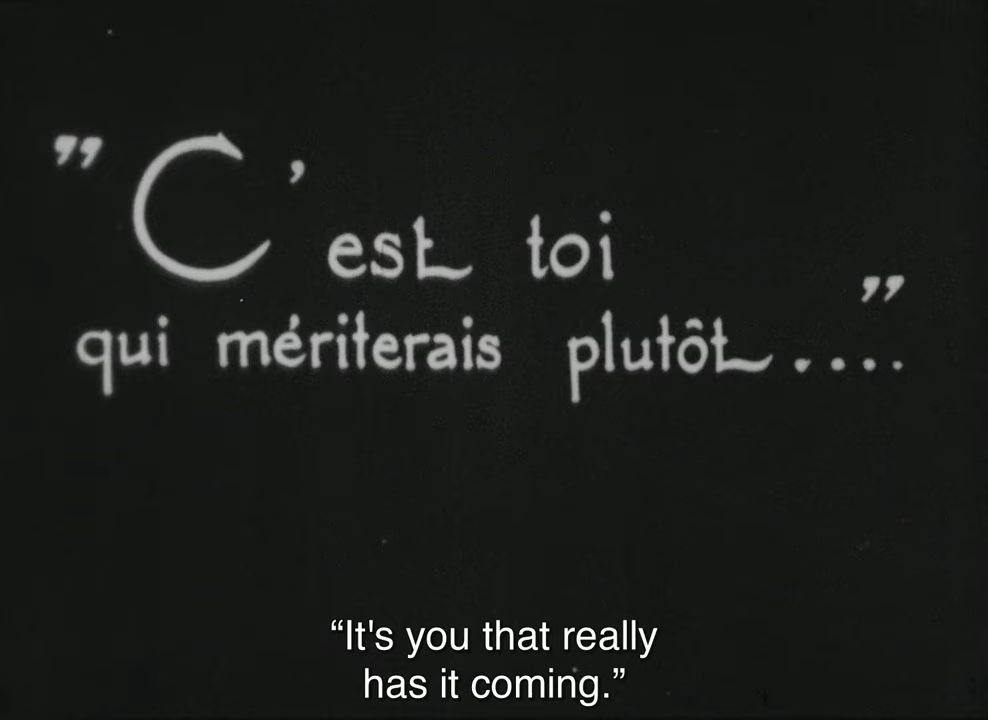 ” C’est toi
qui mériterais plutôt.... ”
“It's you that really
has it coming.”